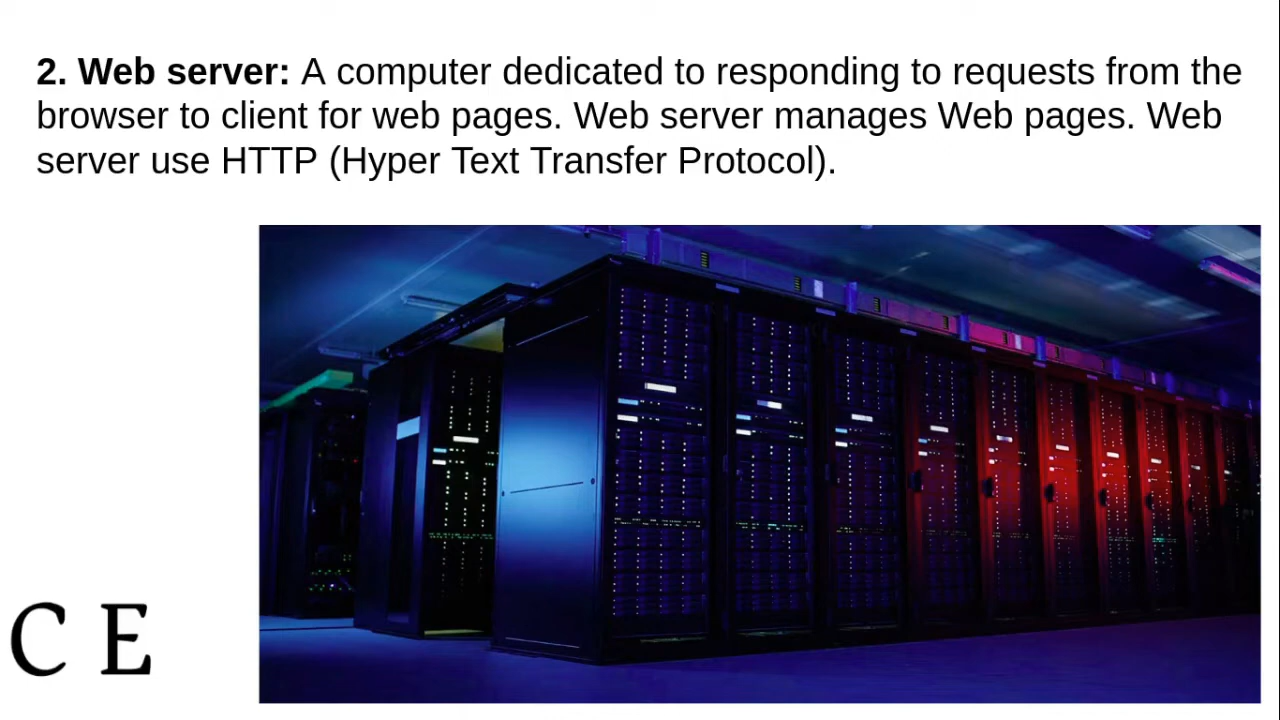 2. Web server: A computer dedicated to responding to requests from the
browser to client for web pages. Web server manages Web pages. Web
server use HTTP (Hyper Text Transfer Protocol).
C E